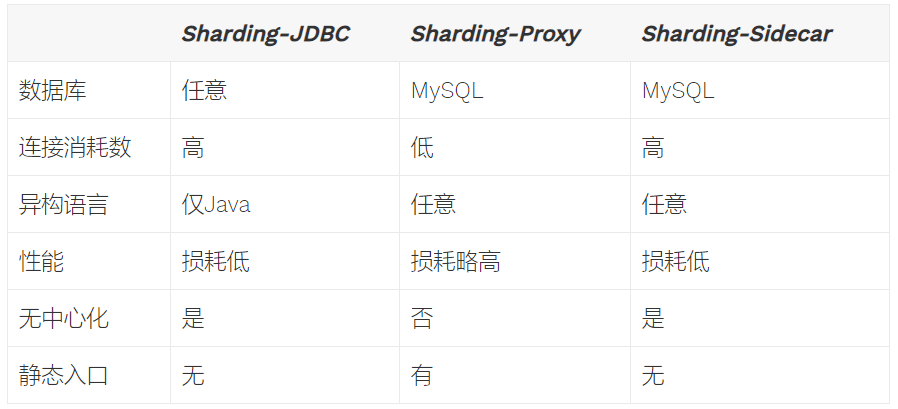 Sharding-JDBC Sharding-Proxy Sharding-Sidecar
数据库 任意 MySQL MySQL
连接消耗数 高 低 高
异构语言 仅Java 任意 任意
性能 损耗低 损耗略高 损耗低
无中心化 是 否 是
静态入口 无 有 无